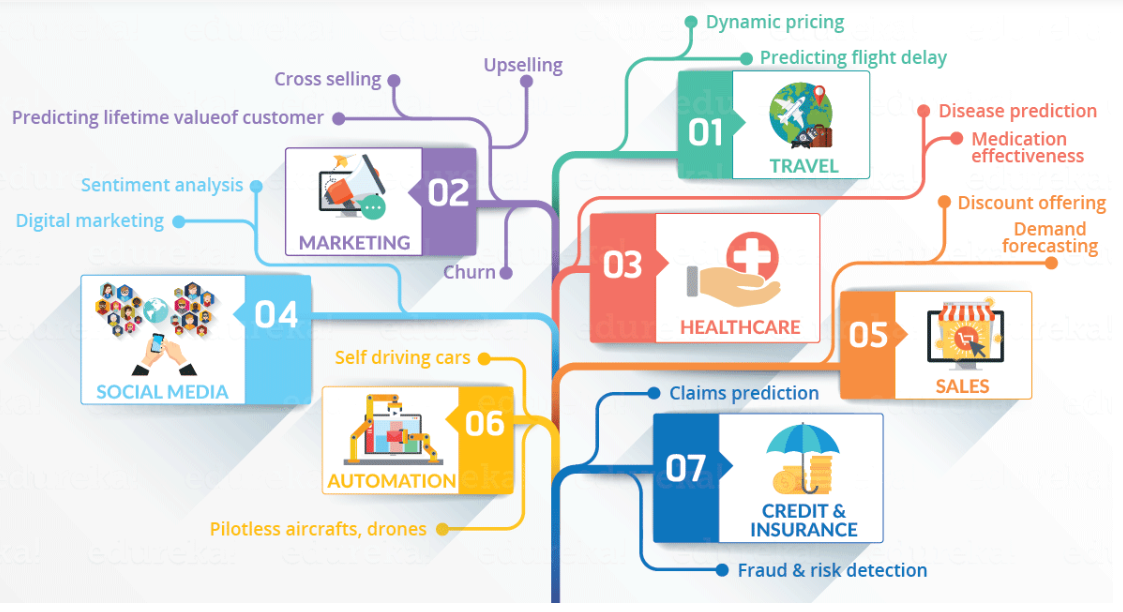 Dynamic pricing
Predicting flight delay
01
TRAVEL
Upselling
Cross selling
Predicting lifetime valueof customer
02
MARKETING
Churn
Disease prediction
Medication
effectiveness
03
HEALTHCARE
Sentiment analysis
Digital marketing
04
SOCIAL MEDIA
Discount offering
Demand
forecasting
05
SALES
Self driving cars
06
AUTOMATION
Pilotless aircrafts, drones
Claims prediction
07
CREDIT &
INSURANCE
Fraud & risk detection
edureka!